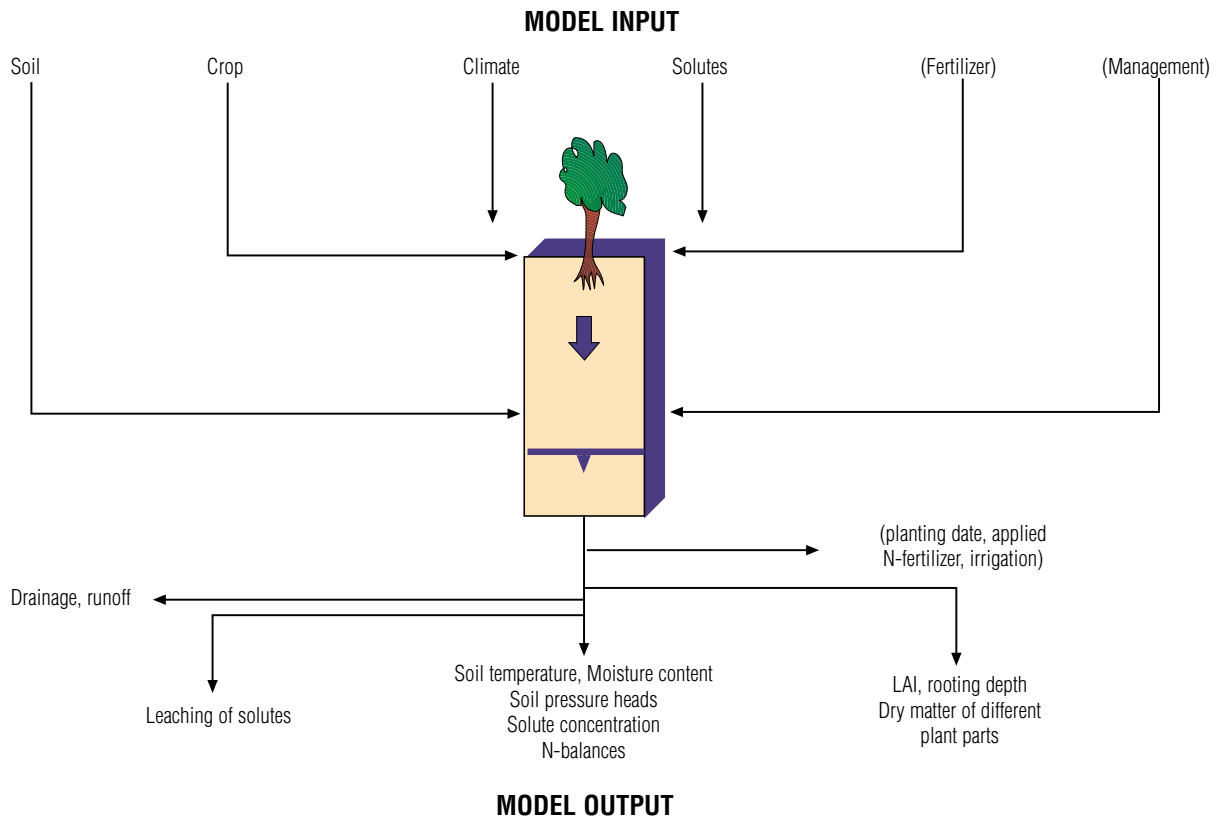 MODEL INPUT
Soil
Crop
Climate
Solutes
(Fertilizer)
(Management)
(planting date, applied
N-fertilizer, irrigation)
Drainage, runoff
Leaching of solutes
Soil temperature, Moisture content
Soil pressure heads
Solute concentration
N-balances
LAI, rooting depth
Dry matter of different
plant parts
MODEL OUTPUT